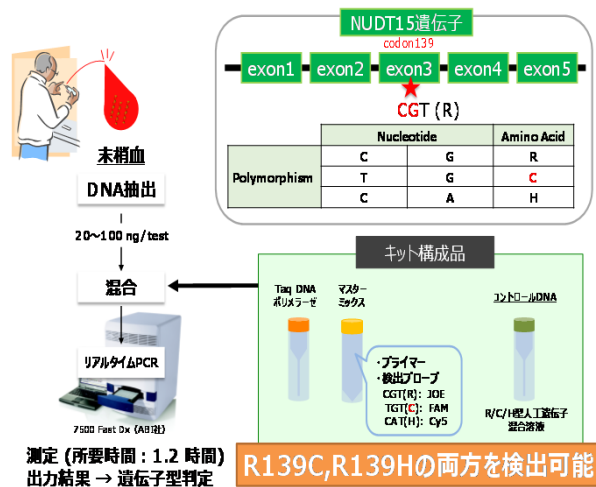 NUDT15遺伝子
codon139
exon1 exon2 exon3 exon4 exon5
CGT (R)
Nucleotide Amino Acid
Polymorphism
C G R
T G C
C A H
末梢血
DNA抽出
20~100 ng/test
混合
リアルタイムPCR
7500 Fast Dx (ABI社)
測定 (所要時間:1.2 時間)
出力結果 → 遺伝子型判定
キット構成品
Taq DNA
ポリメラーゼ
マスター
ミックス
コントロールDNA
・プライマー
・検出プローブ
CGT(R): JOE
TGT(C): FAM
CAT(H): Cy5
R/C/H型人工遺伝子
混合溶液
R139C,R139Hの両方を検出可能